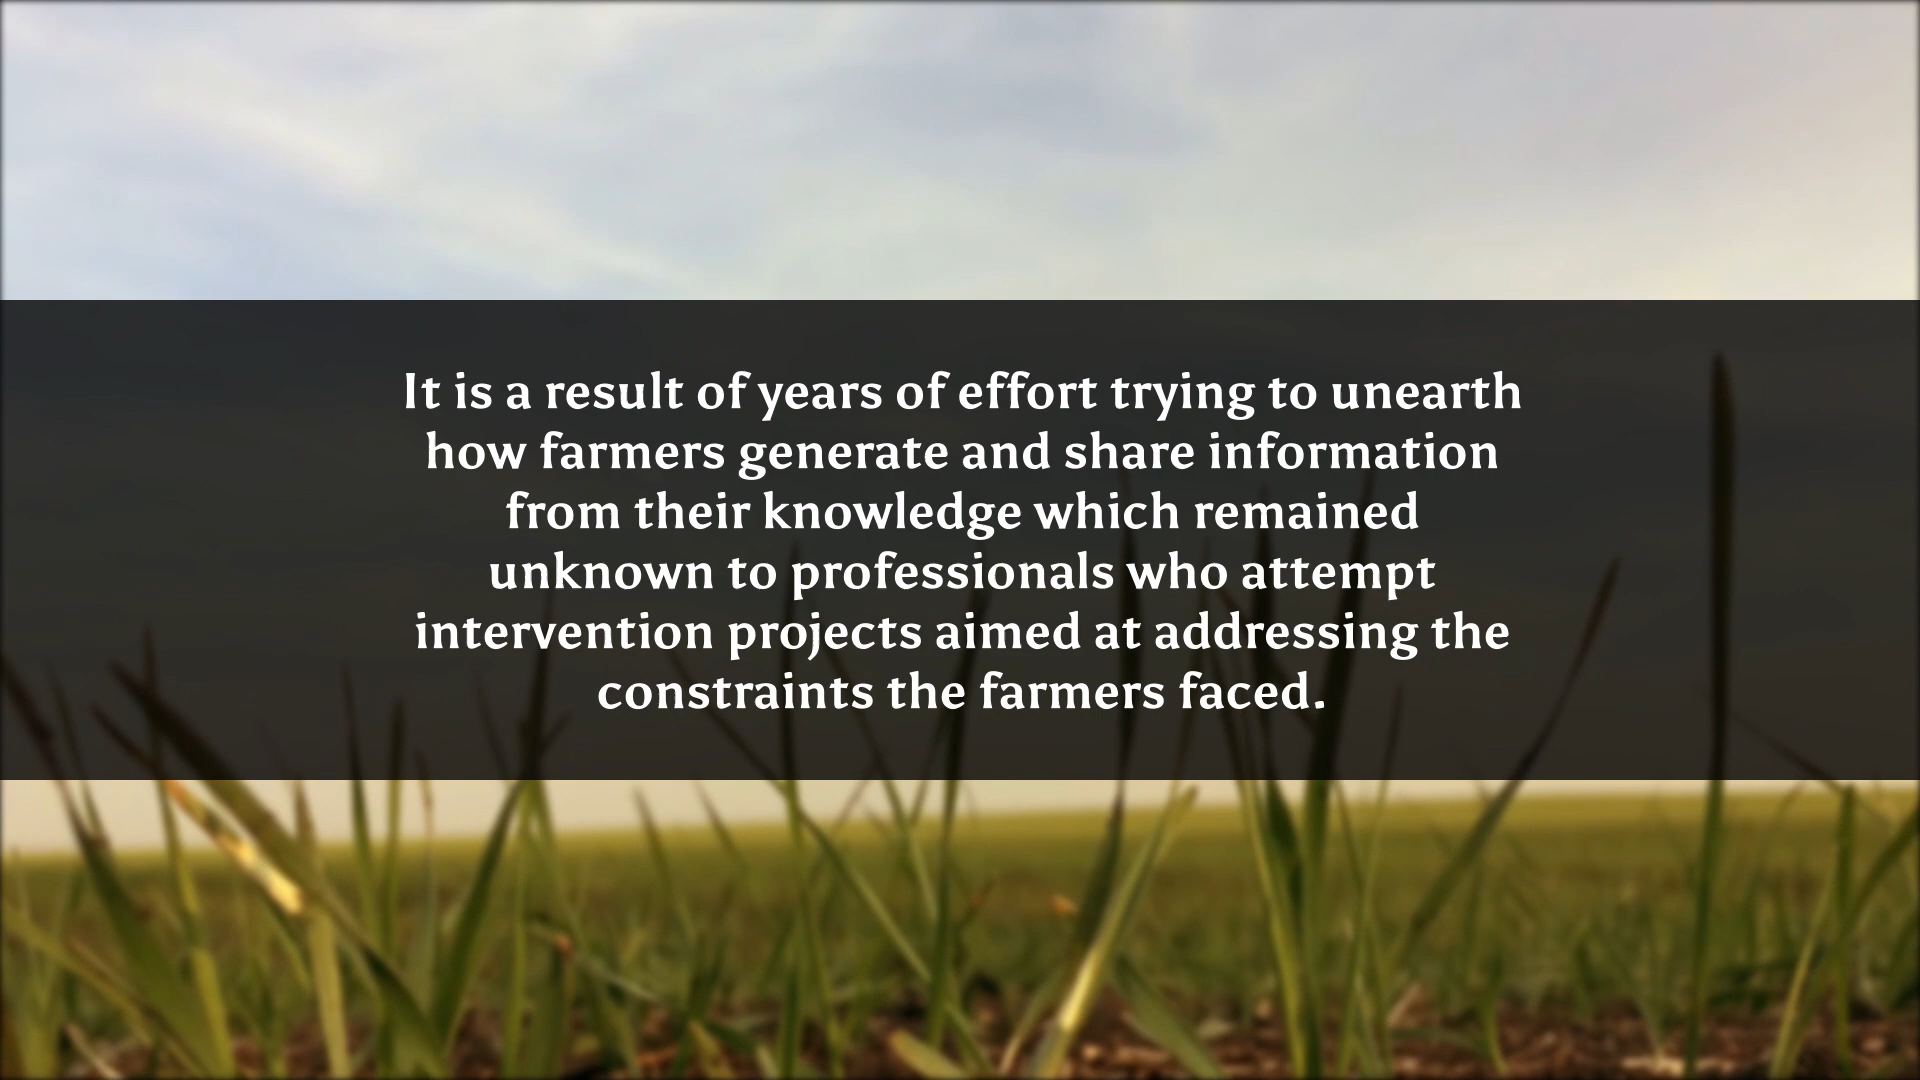 It is a result of years of effort trying to unearth
how farmers generate and share information
from their knowledge which remained
unknown to professionals who attempt
intervention projects aimed at addressing the
constraints the farmers faced.